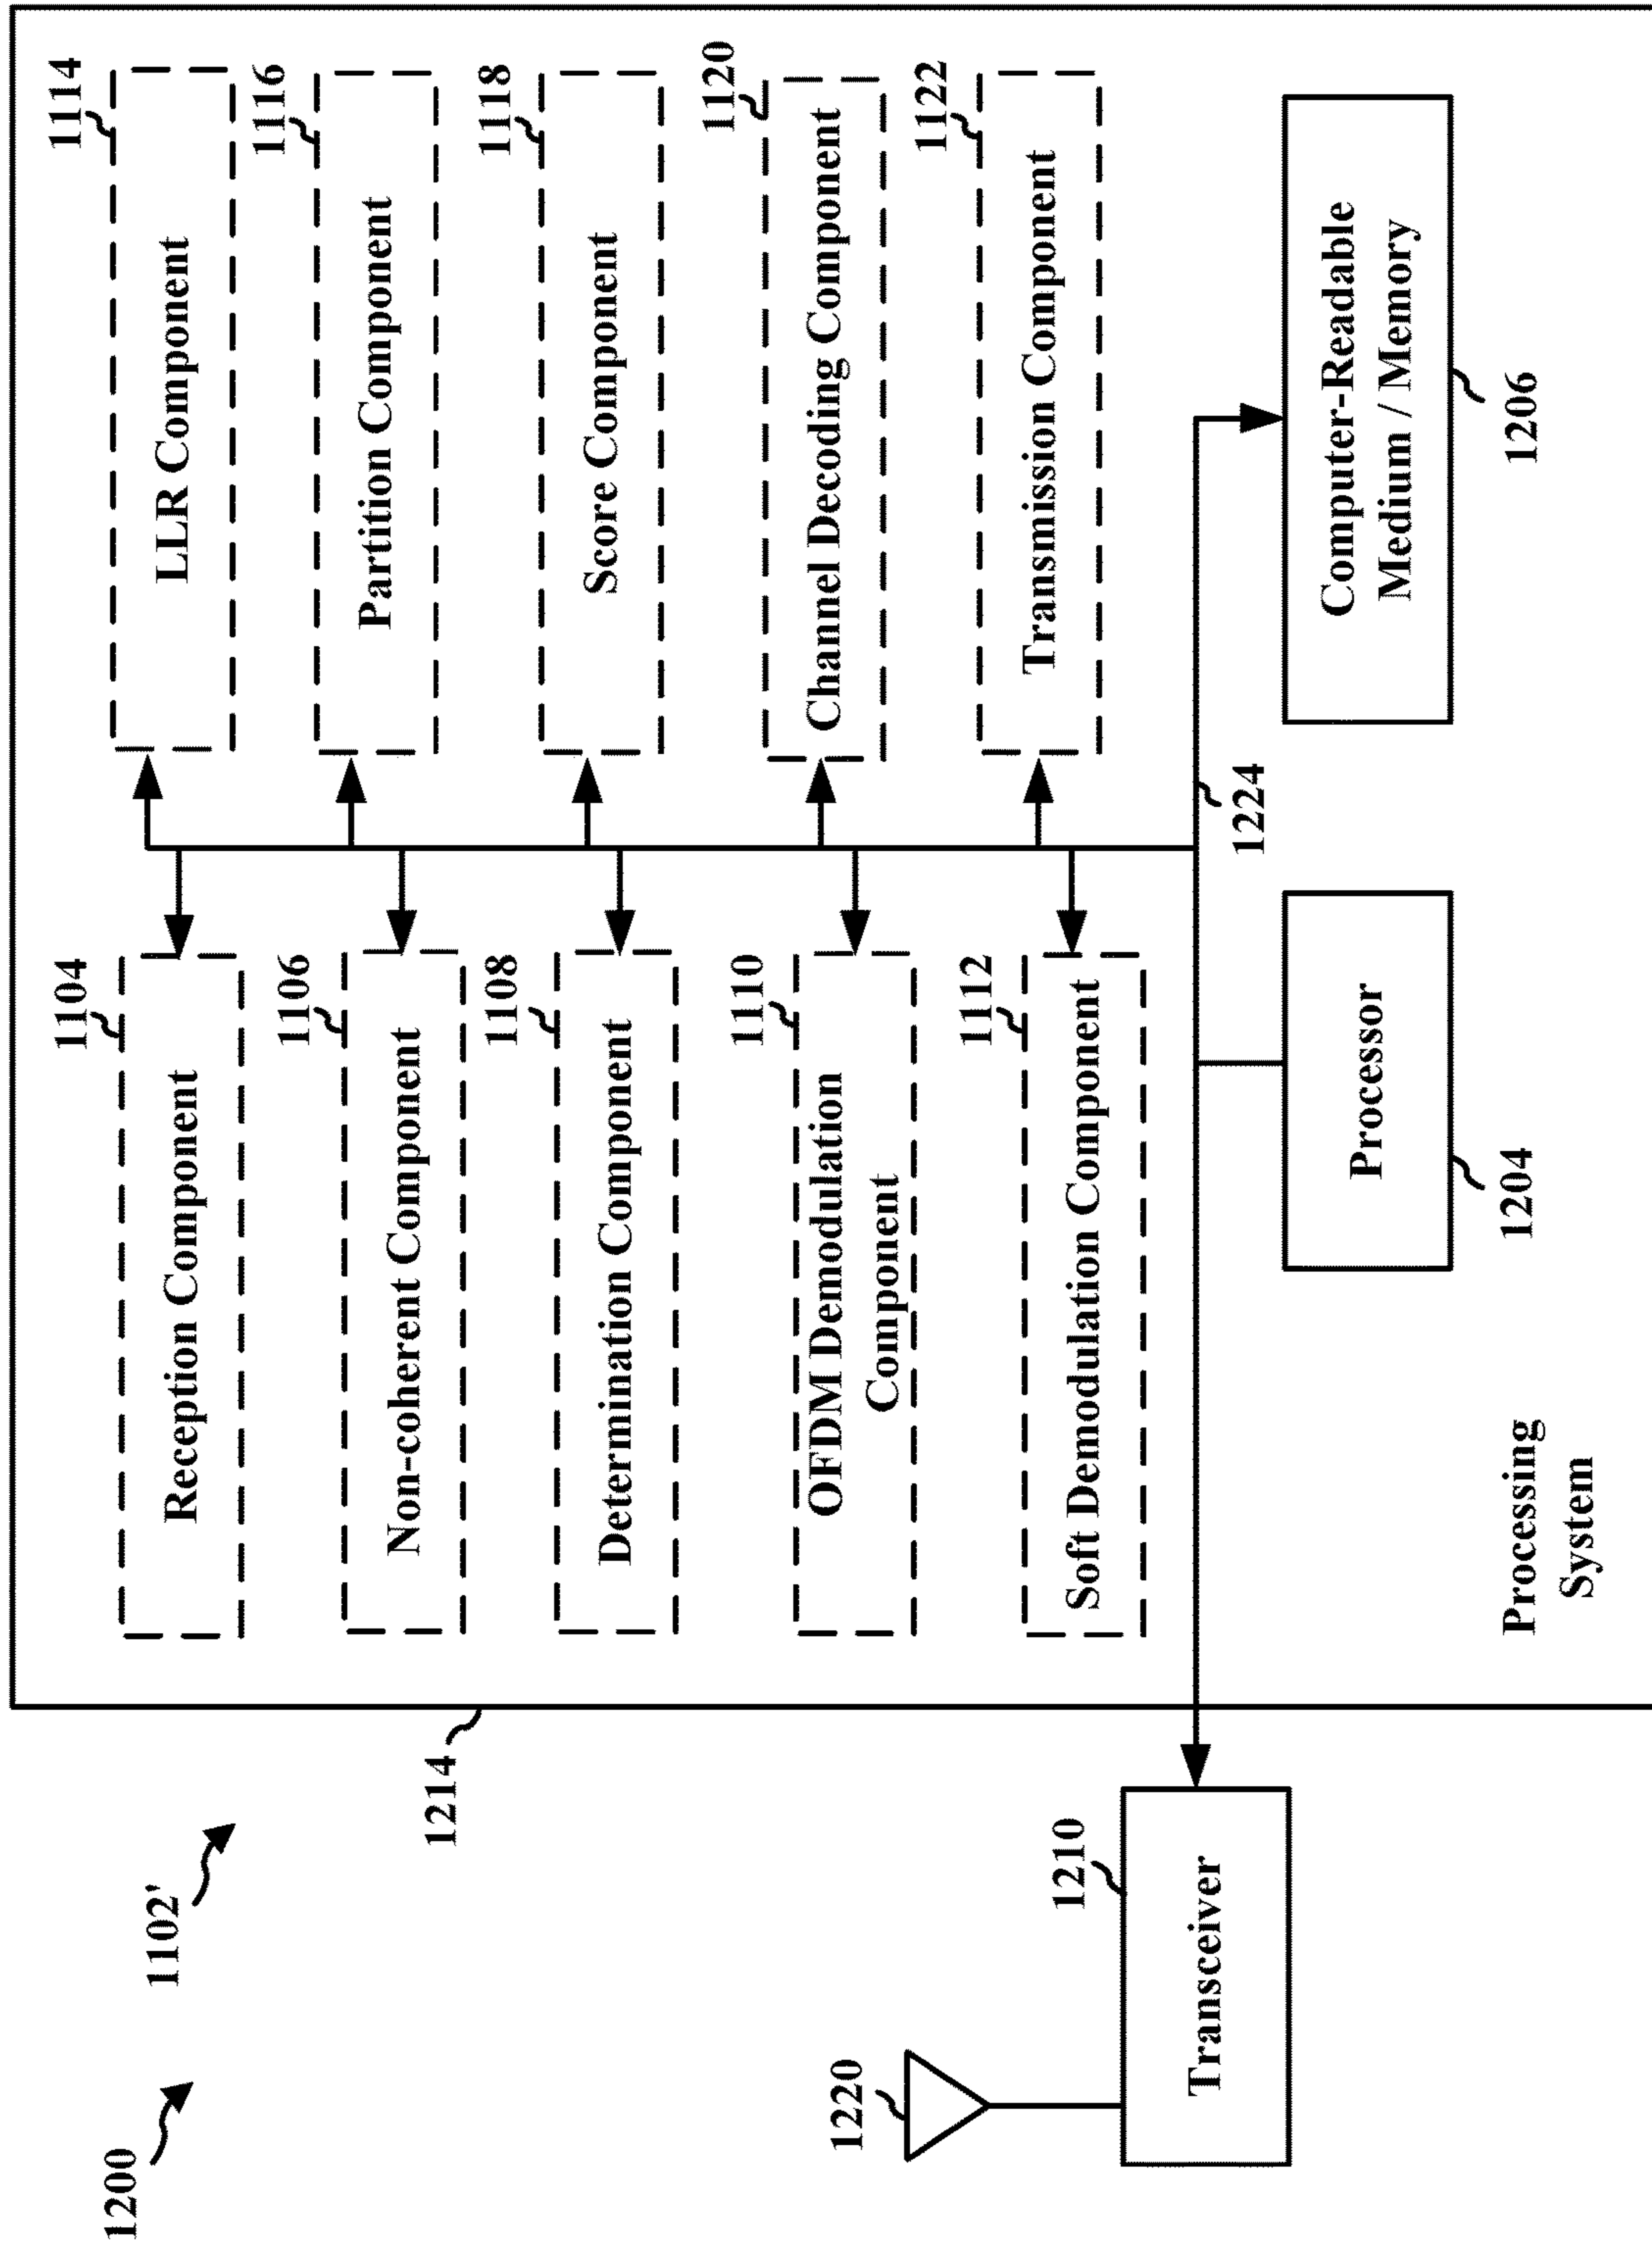 1200
1102'
1214
1104
Reception Component
1106
Non-coherent Component
1108
Determination Component
1110
OFDM Demodulation
Component
1112
Soft Demodulation Component
1114
LLR Component
1116
Partition Component
1118
Score Component
1120
Channel Decoding Component
1122
Transmission Component
1220
1210
Transceiver
1224
Processor
1204
Computer-Readable
Medium / Memory
1206
Processing
System